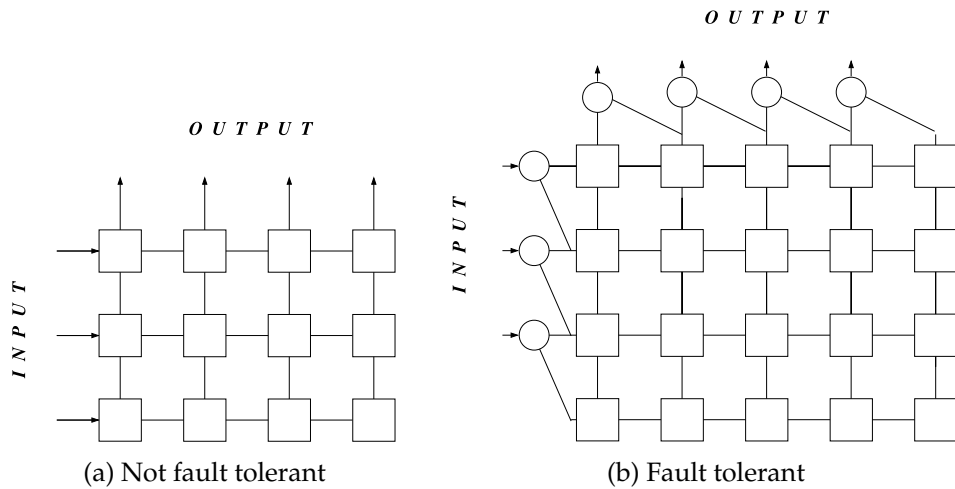 O U T P U T
I N P U T
(a) Not fault tolerant
O U T P U T
I N P U T
(b) Fault tolerant